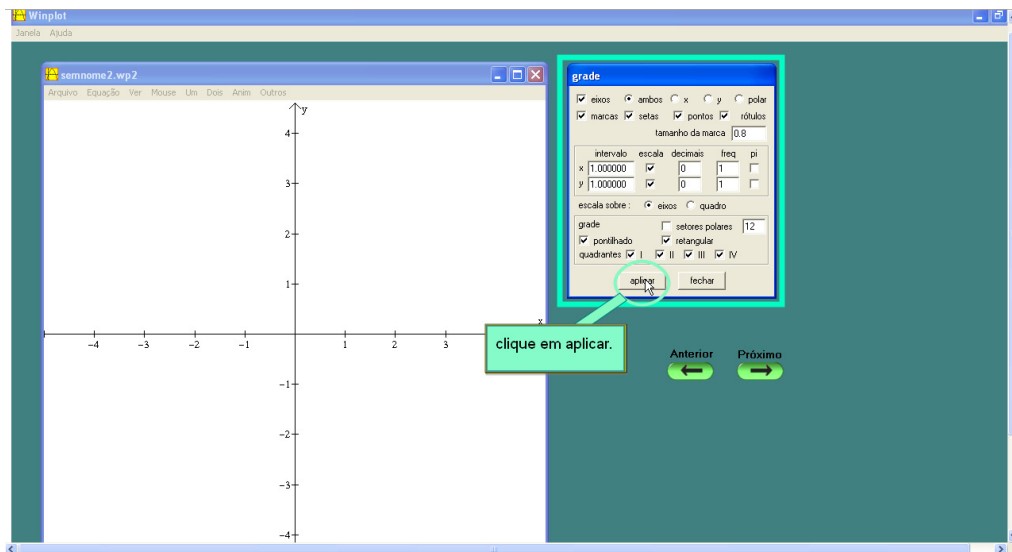 Winplot
Janela Ajuda
semnome2.wp2
Arquivo Equação Ver Mouse Um Dois Anim Outros
y
4
3
2
1
x
-4 -3 -2 -1 1 2 3
-1
-2
-3
-4
grade
eixos ambos x y polar
marcas setas pontos rótulos
tamanho da marca 0.8
intervalo escala decimais freq pi
x 1.000000 0 1
y 1.000000 0 1
escala sobre : eixos quadro
grade setores polares 12
pontilhado retangular
quadrantes I II III IV
aplicar fechar
clique em aplicar.
Anterior Próximo